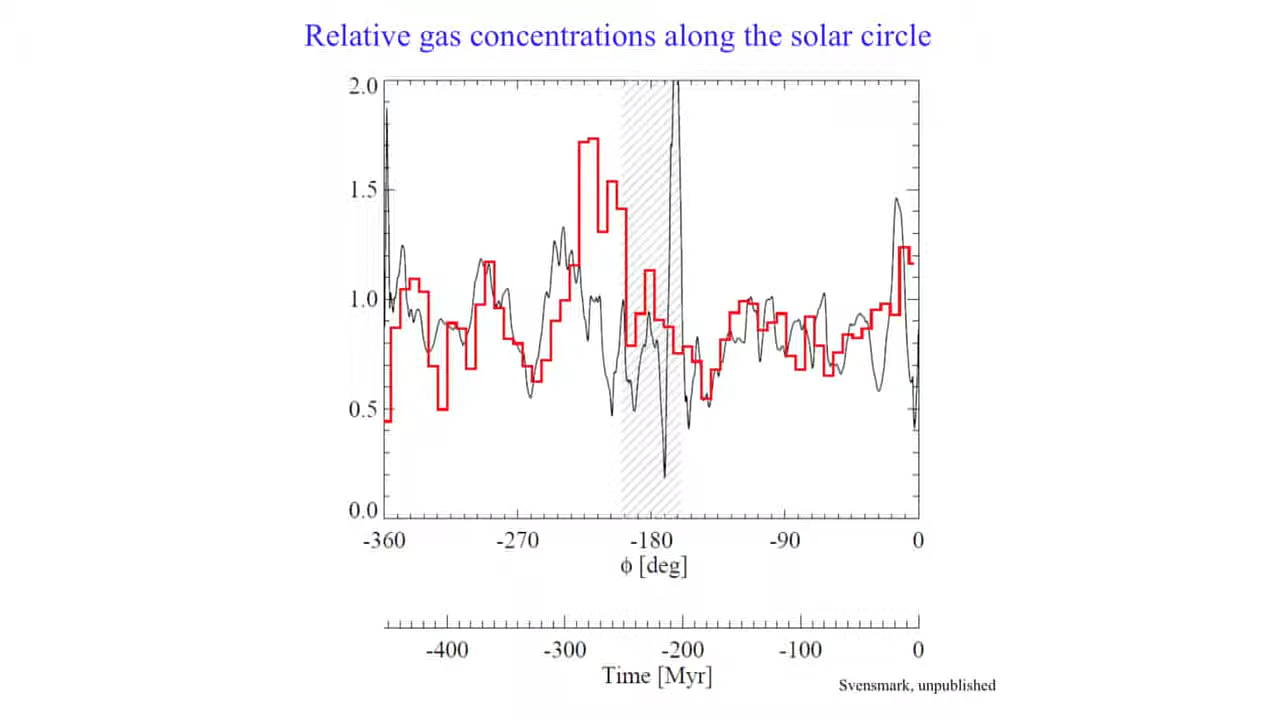 Relative gas concentrations along the solar circle
2.0
1.5
1.0
0.5
0.0
-360 -270 -180 -90 0
ϕ [deg]
-400 -300 -200 -100 0
Time [Myr]
Svensmark, unpublished